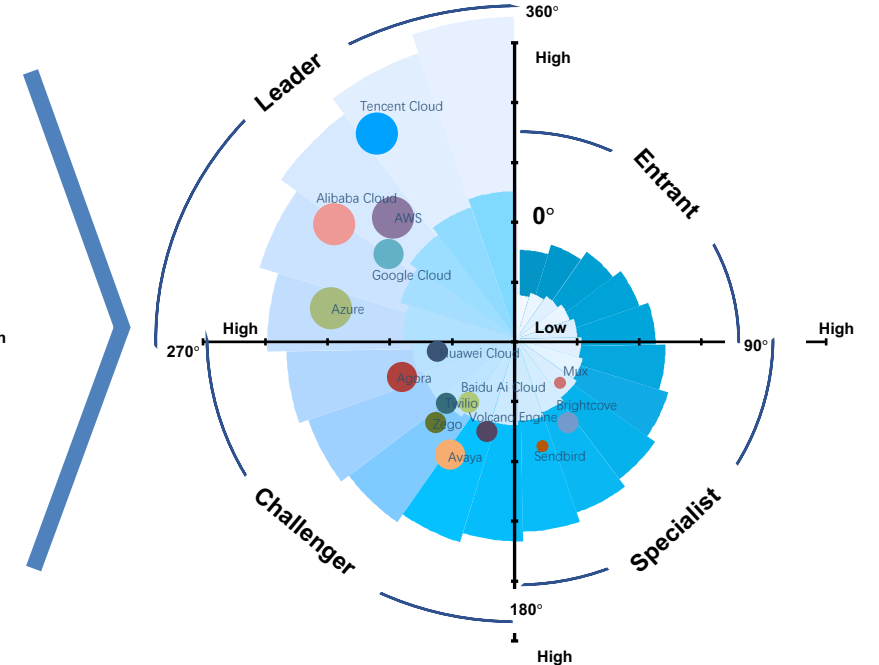 360°
High
Leader
Tencent Cloud
Entrant
Alibaba Cloud
AWS
0°
Google Cloud
Azure
High
Low
High
270°
90°
Huawei Cloud
Agora
Mux
Baidu Ai Cloud
Twilio
Brightcove
Volcano Engine
Zego
Avaya
Sendbird
Challenger
Specialist
180°
High